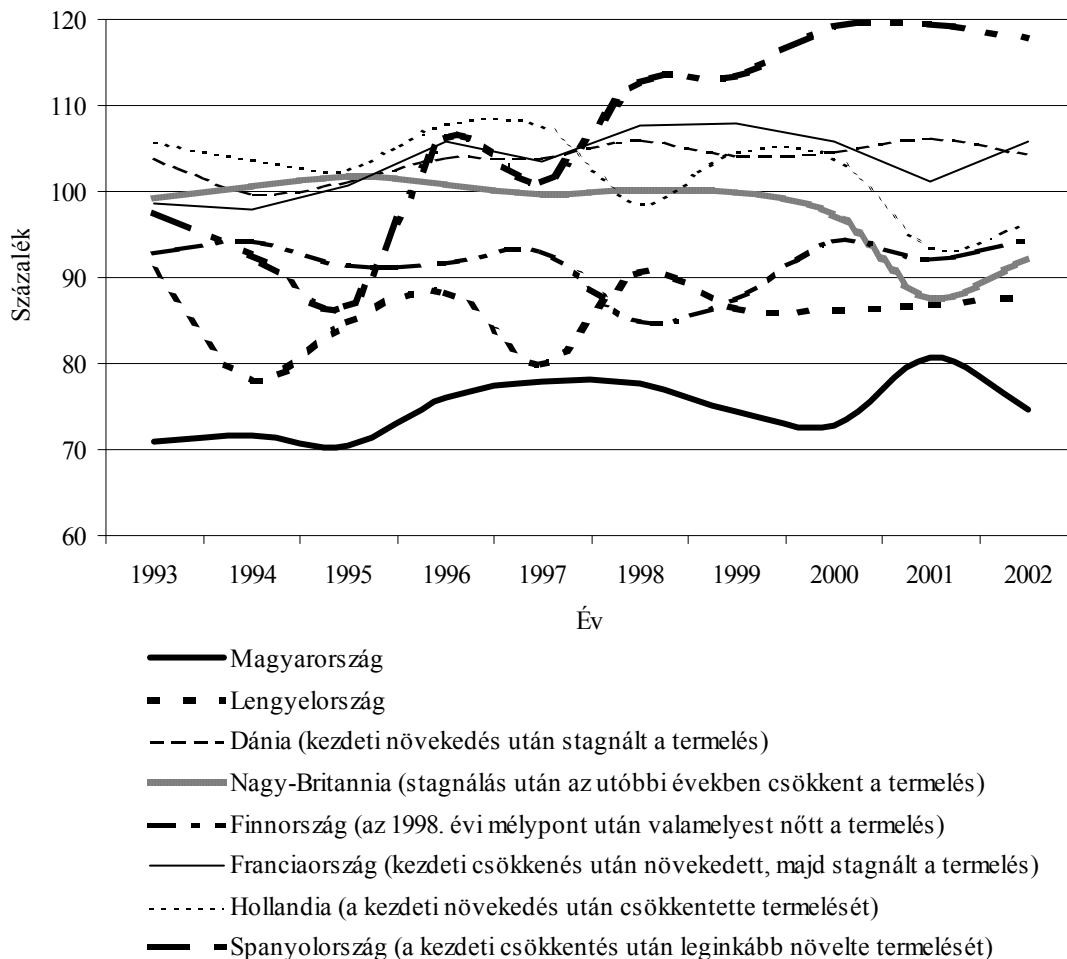 120
110
100
90
80
70
60
Százalék
1993 1994 1995 1996 1997 1998 1999 2000 2001 2002
Év
Magyarország
Lengyelország
Dánia (kezdeti növekedés után stagnált a termelés)
Nagy-Britannia (stagnálás után az utóbbi években csökkent a termelés)
Finnország (az 1998. évi mélypont után valamelyest nőtt a termelés)
Franciaország (kezdeti csökkenés után növekedett, majd stagnált a termelés)
Hollandia (a kezdeti növekedés után csökkentette termelését)
Spanyolország (a kezdeti csökkentés után leginkább növelte termelését)